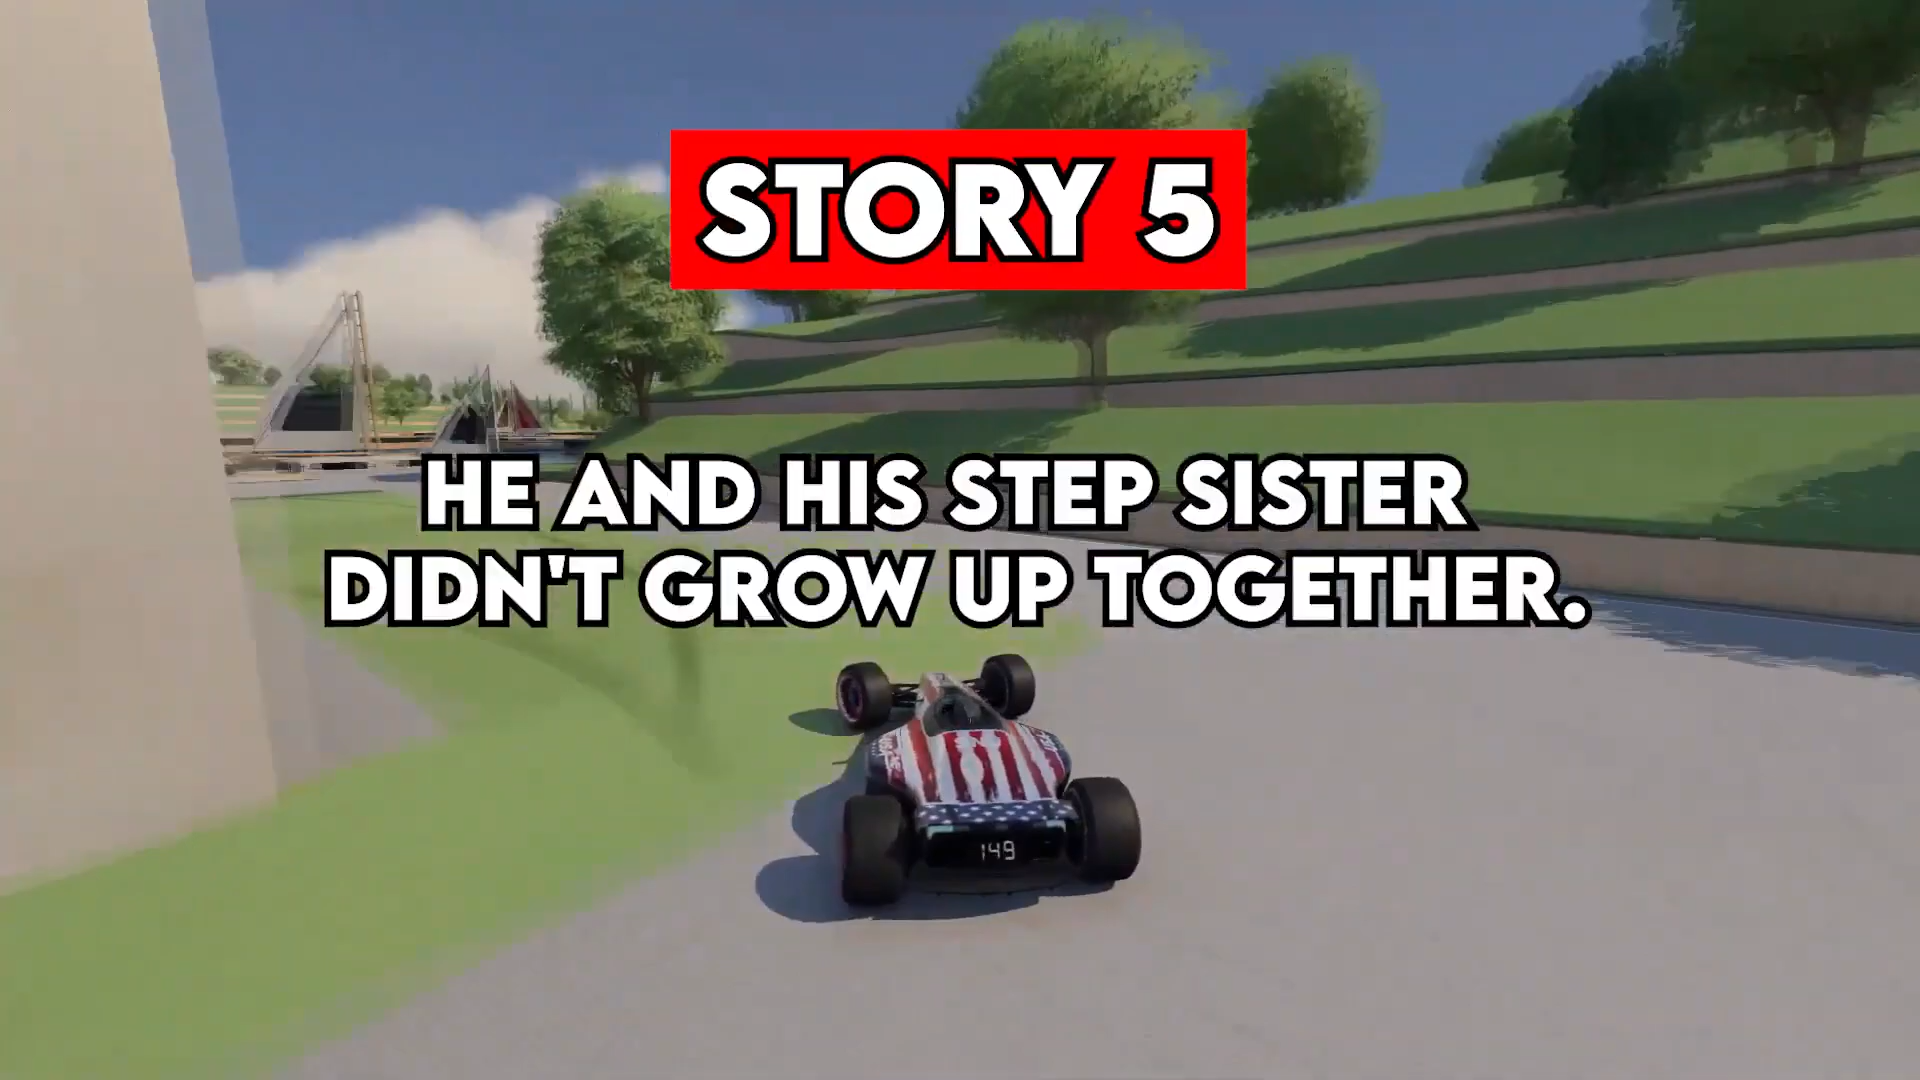 STORY 5
HE AND HIS STEP SISTER
DIDN'T GROW UP TOGETHER.
149